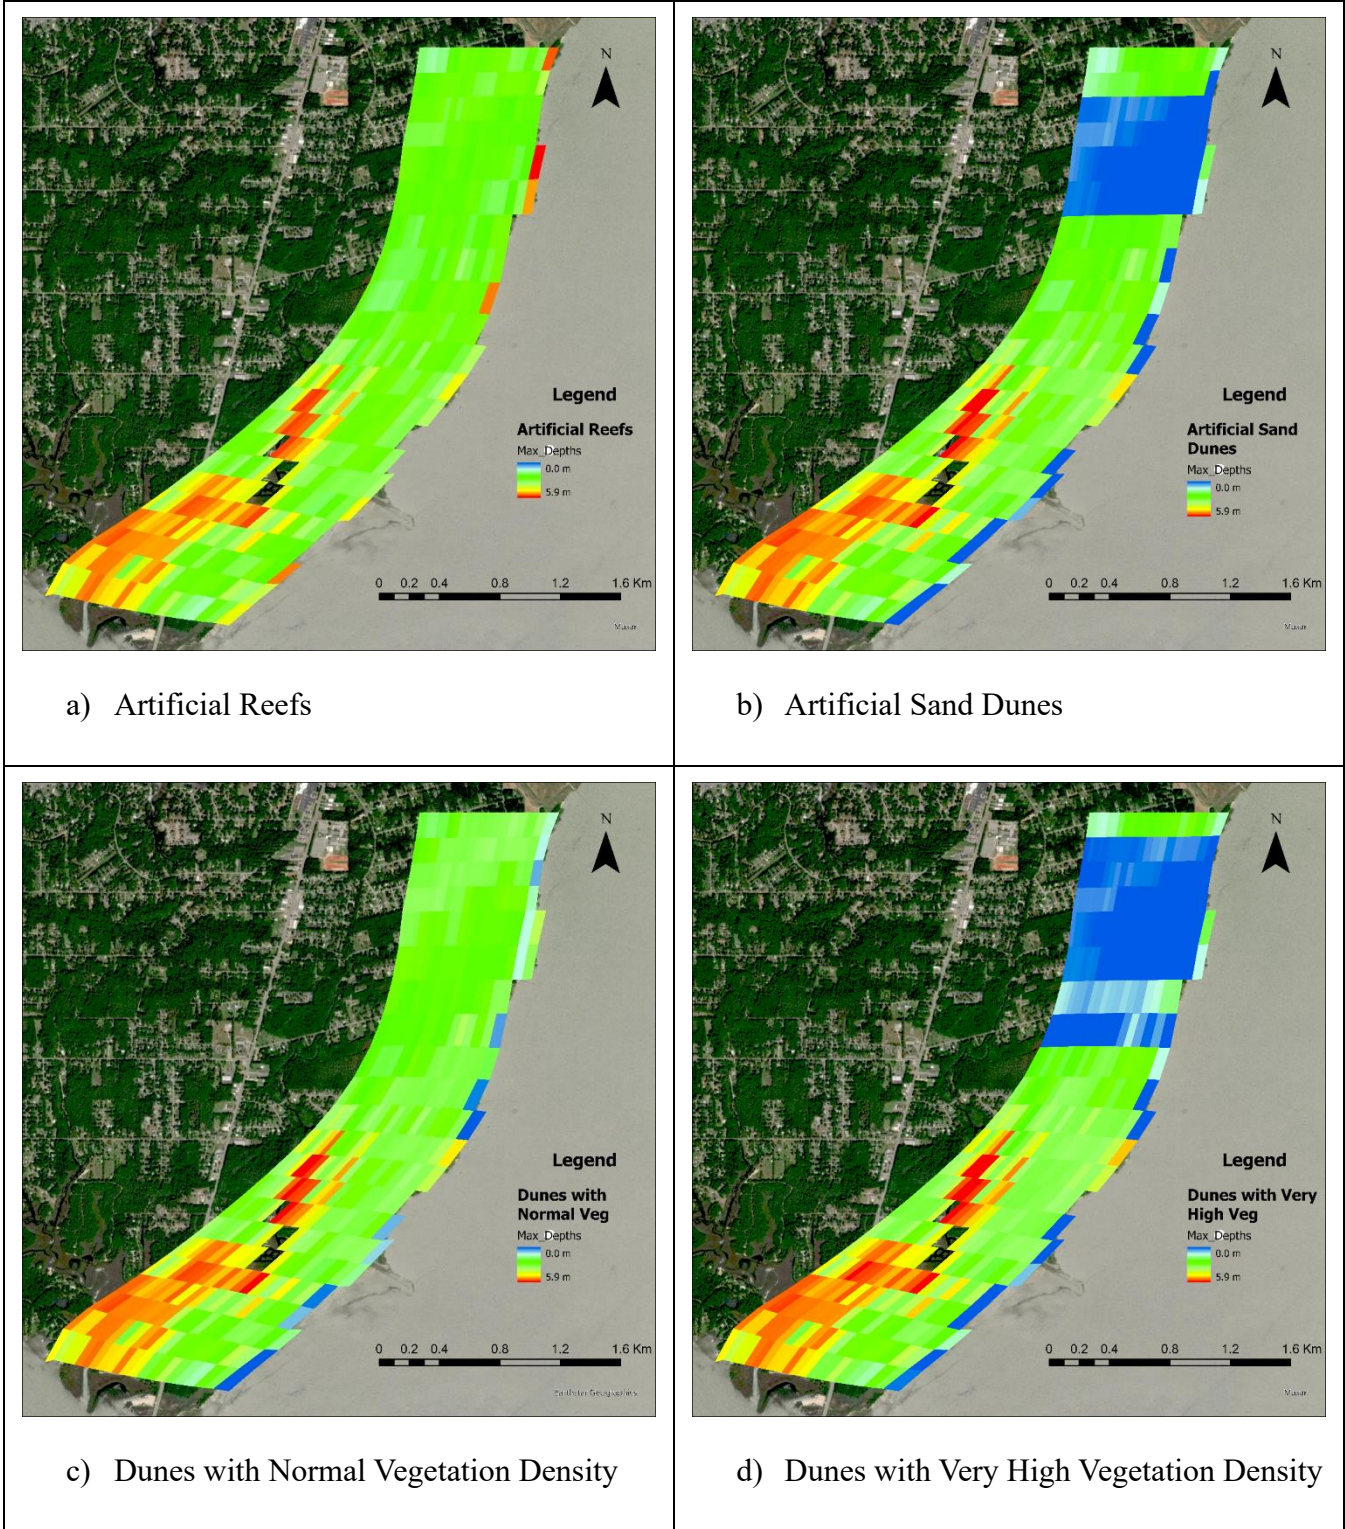 N
Legend
Artificial Reefs
Max_Depths
0.0 m
5.9 m
0 0.2 0.4 0.8 1.2 1.6 Km
Maxar
a) Artificial Reefs
N
Legend
Artificial Sand
Dunes
Max_Depths
0.0 m
5.9 m
0 0.2 0.4 0.8 1.2 1.6 Km
Maxar
b) Artificial Sand Dunes
N
Legend
Dunes with
Normal Veg
Max_Depths
0.0 m
5.9 m
0 0.2 0.4 0.8 1.2 1.6 Km
Earthstar Geographics
c) Dunes with Normal Vegetation Density
N
Legend
Dunes with Very
High Veg
Max_Depths
0.0 m
5.9 m
0 0.2 0.4 0.8 1.2 1.6 Km
Maxar
d) Dunes with Very High Vegetation Density